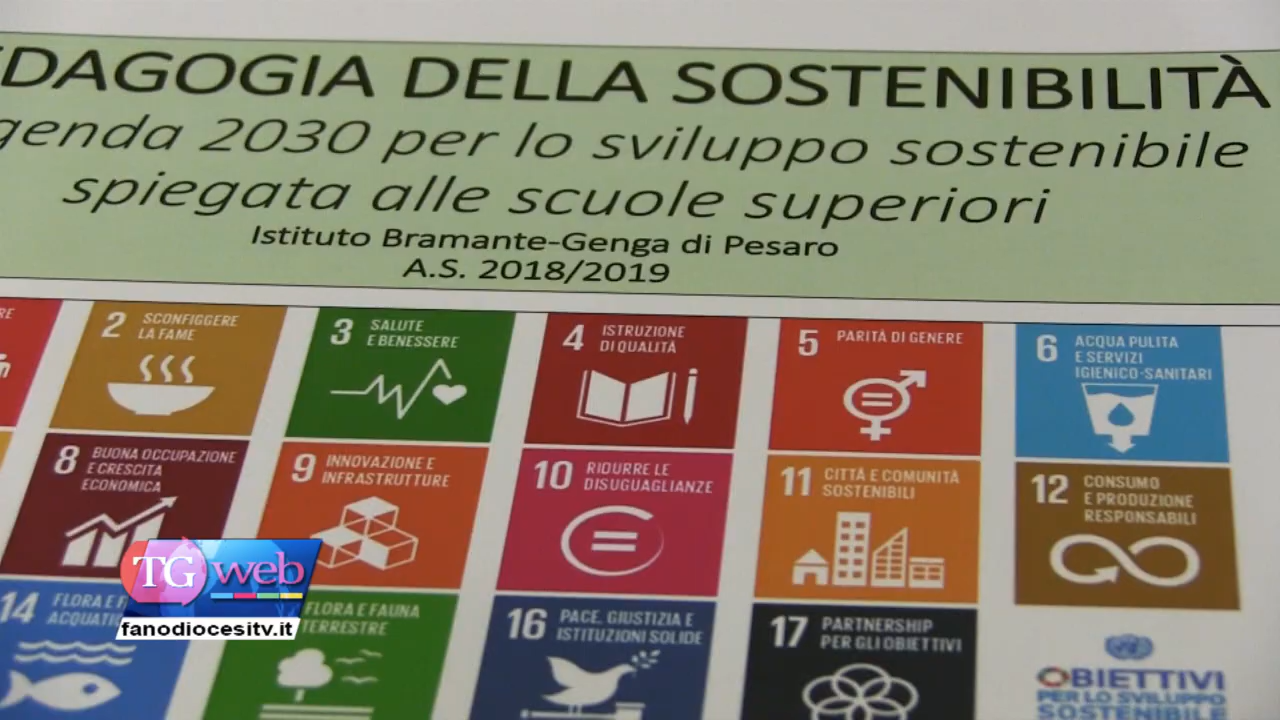 DAGOGIA DELLA SOSTENIBILITÀ
genda 2030 per lo sviluppo sostenibile
spiegata alle scuole superiori
Istituto Bramante-Genga di Pesaro
A.S. 2018/2019
RE
2 SCONFIGGERE
LA FAME
3 SALUTE
E BENESSERE
4 ISTRUZIONE
DI QUALITÀ
5 PARITÀ DI GENERE
6 ACQUA PULITA
E SERVIZI
IGIENICO-SANITARI
8 BUONA OCCUPAZIONE
E CRESCITA
ECONOMICA
9 INNOVAZIONE E
INFRASTRUTTURE
10 RIDURRE LE
DISUGUAGLIANZE
11 CITTÀ E COMUNITÀ
SOSTENIBILI
12 CONSUMO
E PRODUZIONE
RESPONSABILI
14 FLORA E F
ACQUATI
FLORA E FAUNA
TERRESTRE
16 PACE, GIUSTIZIA E
ISTITUZIONI SOLIDE
17 PARTNERSHIP
PER GLI OBIETTIVI
OBIETTIVI
PER LO SVILUPPO
SOSTENIBILE
TG web
fanodiocesitv.it